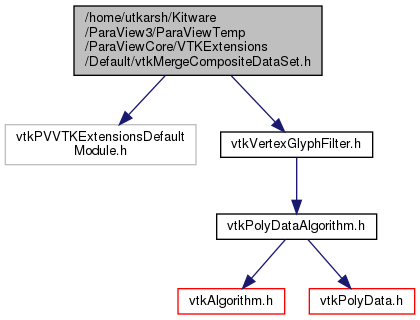 /home/utkarsh/Kitware
/ParaView3/ParaViewTemp
/ParaViewCore/VTKExtensions
/Default/vtkMergeCompositeDataSet.h
vtkPVVTKExtensionsDefault
Module.h
vtkVertexGlyphFilter.h
vtkPolyDataAlgorithm.h
vtkAlgorithm.h
vtkPolyData.h